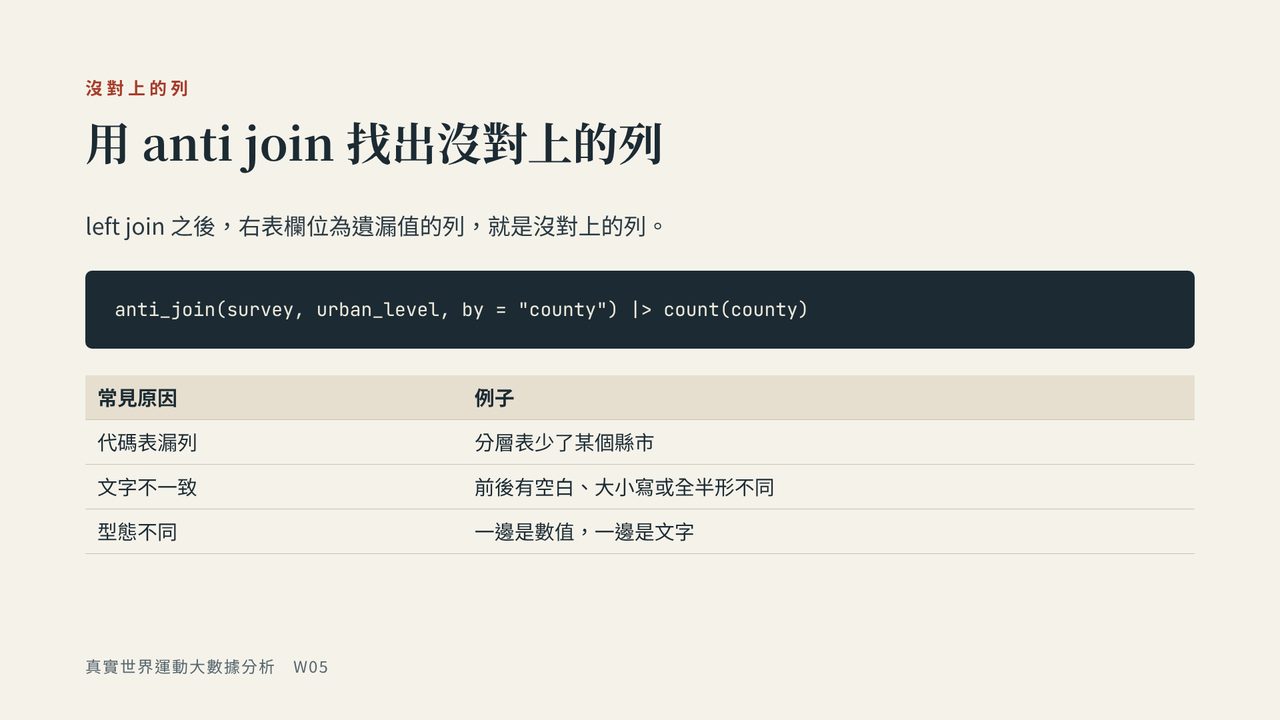 沒對上的列
用 anti join 找出沒對上的列
left join 之後，右表欄位為遺漏值的列，就是沒對上的列。
anti_join(survey, urban_level, by = "county") |> count(county)
常見原因 例子
代碼表漏列 分層表少了某個縣市
文字不一致 前後有空白、大小寫或全半形不同
型態不同 一邊是數值，一邊是文字
真實世界運動大數據分析 W05